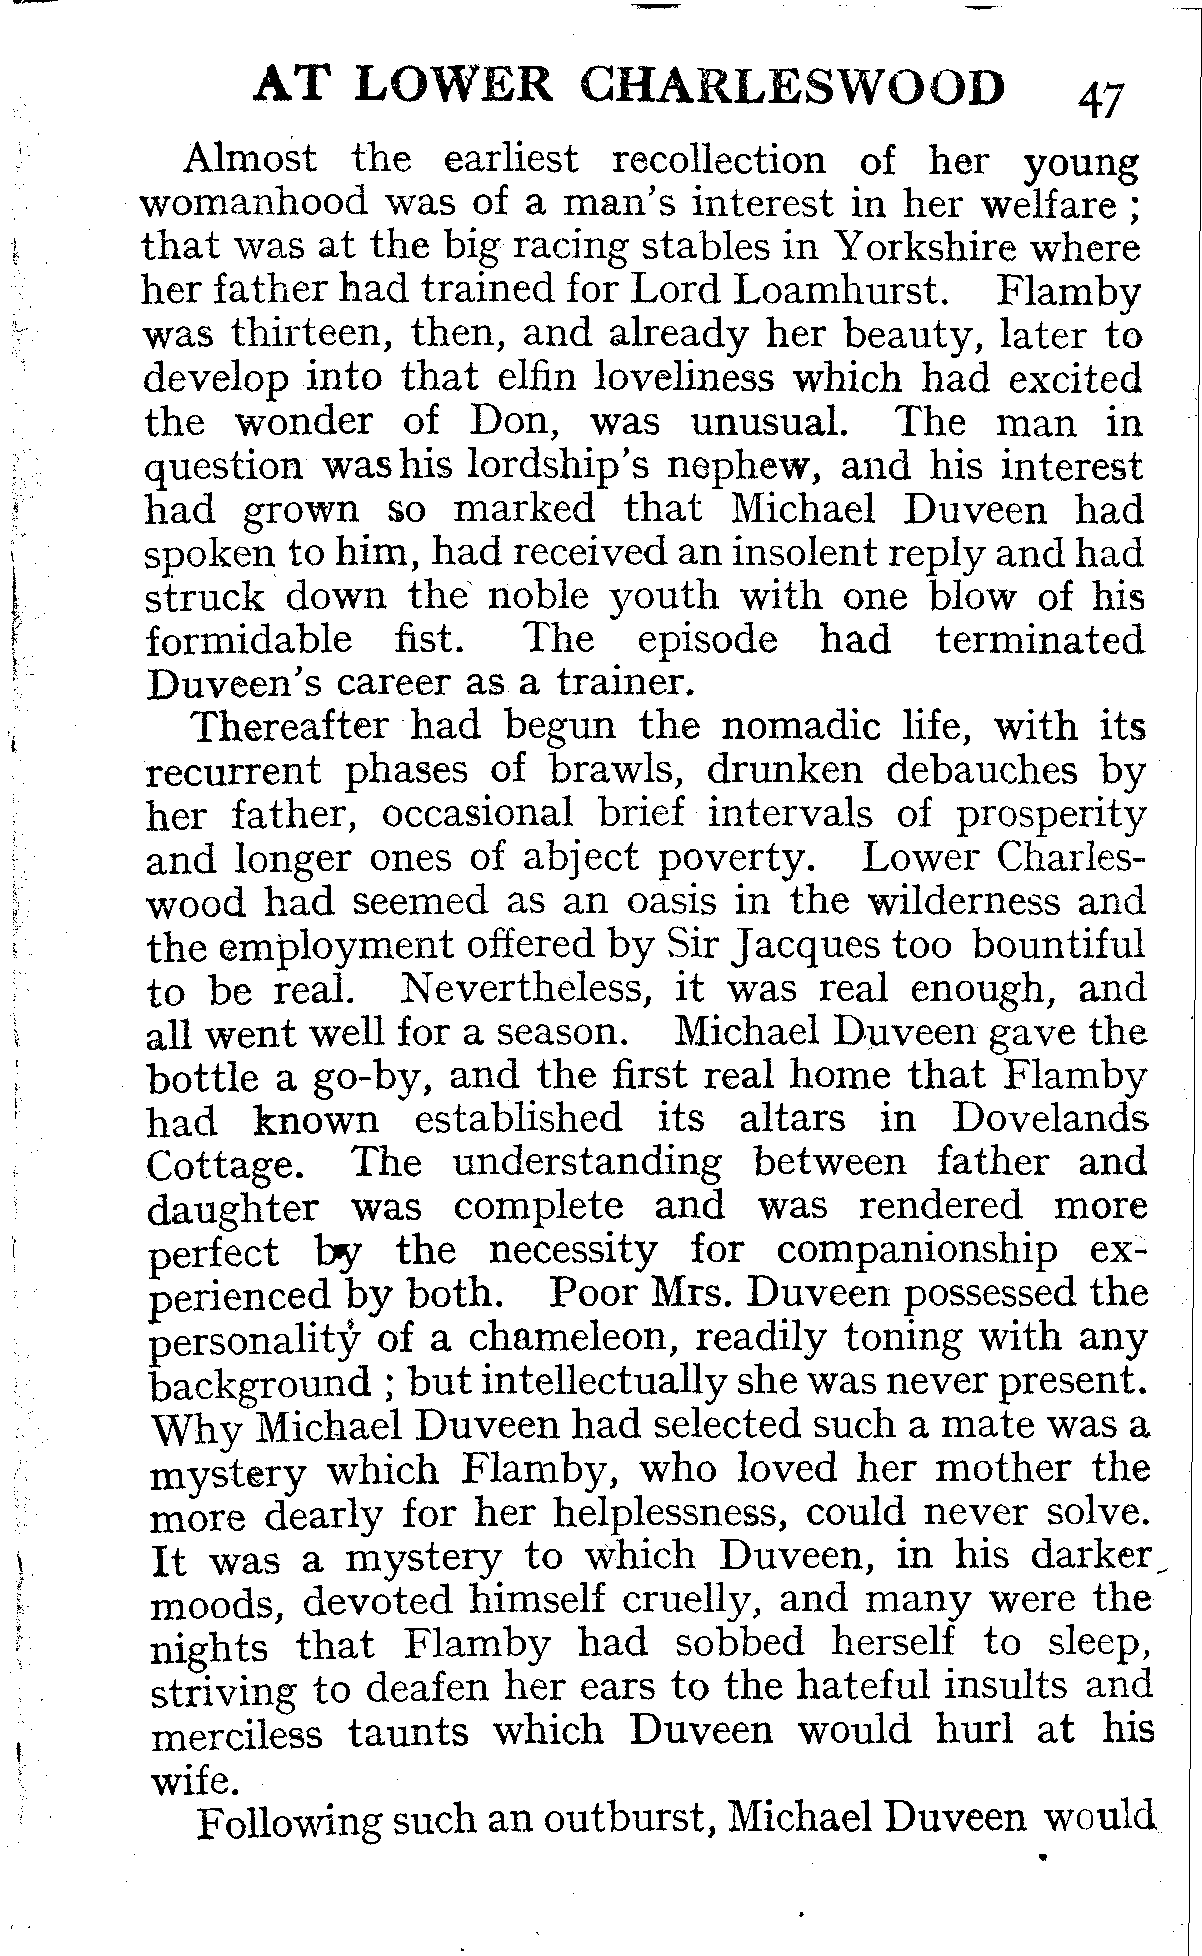 AT LOWER CHARLESWOOD 47
Almost the earliest recollection of her young
womanhood was of a man's interest in her welfare ;
that was at the big racing stables in Yorkshire where
her father had trained for Lord Loamhurst. Flamby
was thirteen, then, and already her beauty, later to
develop into that elfin loveliness which had excited
the wonder of Don, was unusual. The man in
question was his lordship's nephew, and his interest
had grown so marked that Michael Duveen had
spoken to him, had received an insolent reply and had
struck down the noble youth with one blow of his
formidable fist. The episode had terminated
Duveen's career as a trainer.
Thereafter had begun the nomadic life, with its
recurrent phases of brawls, drunken debauches by
her father, occasional brief intervals of prosperity
and longer ones of abject poverty. Lower Charles-
wood had seemed as an oasis in the wilderness and
the employment offered by Sir Jacques too bountiful
to be real. Nevertheless, it was real enough, and
all went well for a season. Michael Duveen gave the
bottle a go-by, and the first real home that Flamby
had known established its altars in Dovelands
Cottage. The understanding between father and
daughter was complete and was rendered more
perfect by the necessity for companionship ex-
perienced by both. Poor Mrs. Duveen possessed the
personality of a chameleon, readily toning with any
background ; but intellectually she was never present.
Why Michael Duveen had selected such a mate was a
mystery which Flamby, who loved her mother the
more dearly for her helplessness, could never solve.
It was a mystery to which Duveen, in his darker
moods, devoted himself cruelly, and many were the
nights that Flamby had sobbed herself to sleep,
striving to deafen her ears to the hateful insults and
merciless taunts which Duveen would hurl at his
wife.
Following such an outburst, Michael Duveen would